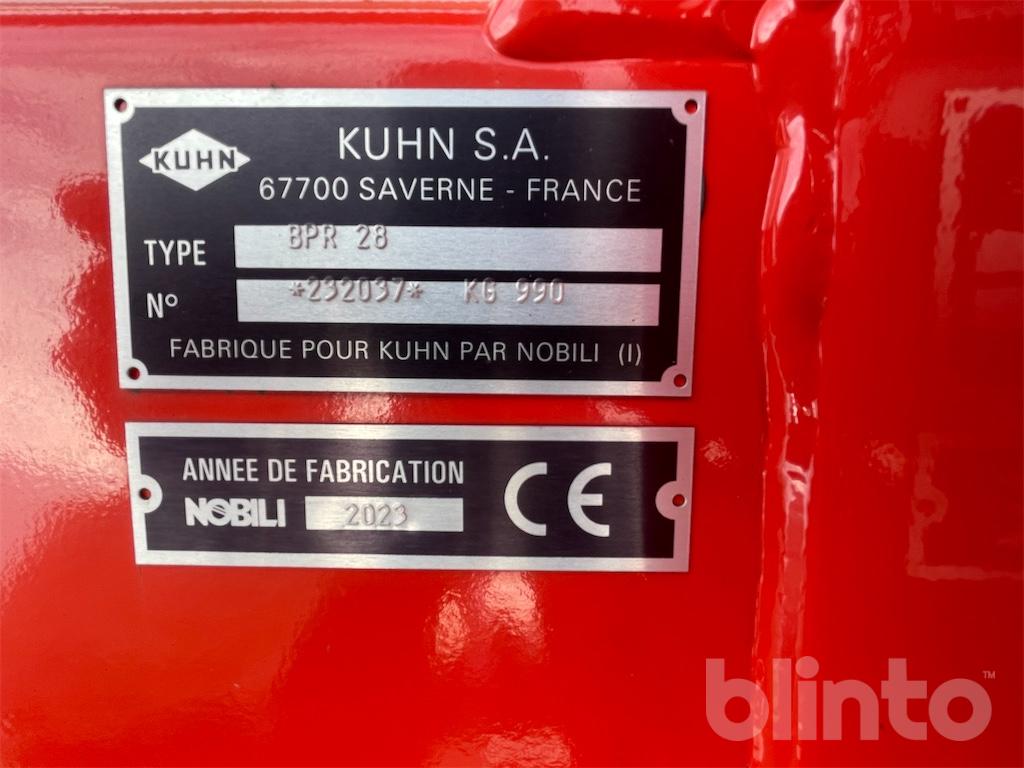 KUHN
KUHN S.A.
67700 SAVERNE - FRANCE
TYPE BPR 28
N° *232037* KG 990
FABRIQUE POUR KUHN PAR NOBILI (I)
ANNEE DE FABRICATION
NOBILI 2023
CE
blinto™